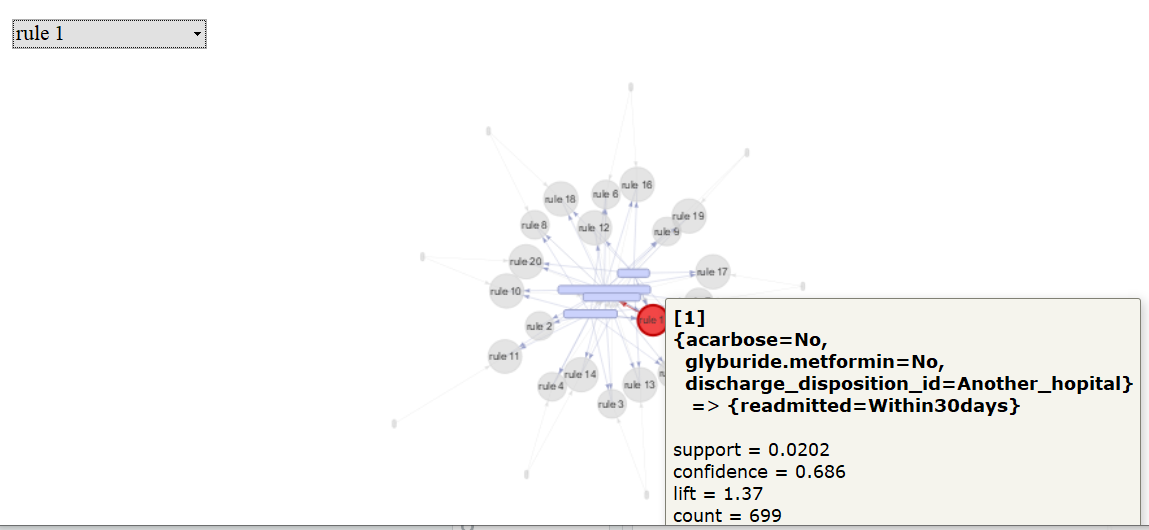 rule 1
rule 16
rule 6
rule 18
rule 19
rule 8
rule 12
rule 9
rule 20
rule 17
rule 10
rule 1
rule 2
rule 11
rule 14
rule 4
rule 13
rule 3
[1]
{acarbose=No,
glyburide.metformin=No,
discharge_disposition_id=Another_hopital}
=> {readmitted=Within30days}
support = 0.0202
confidence = 0.686
lift = 1.37
count = 699